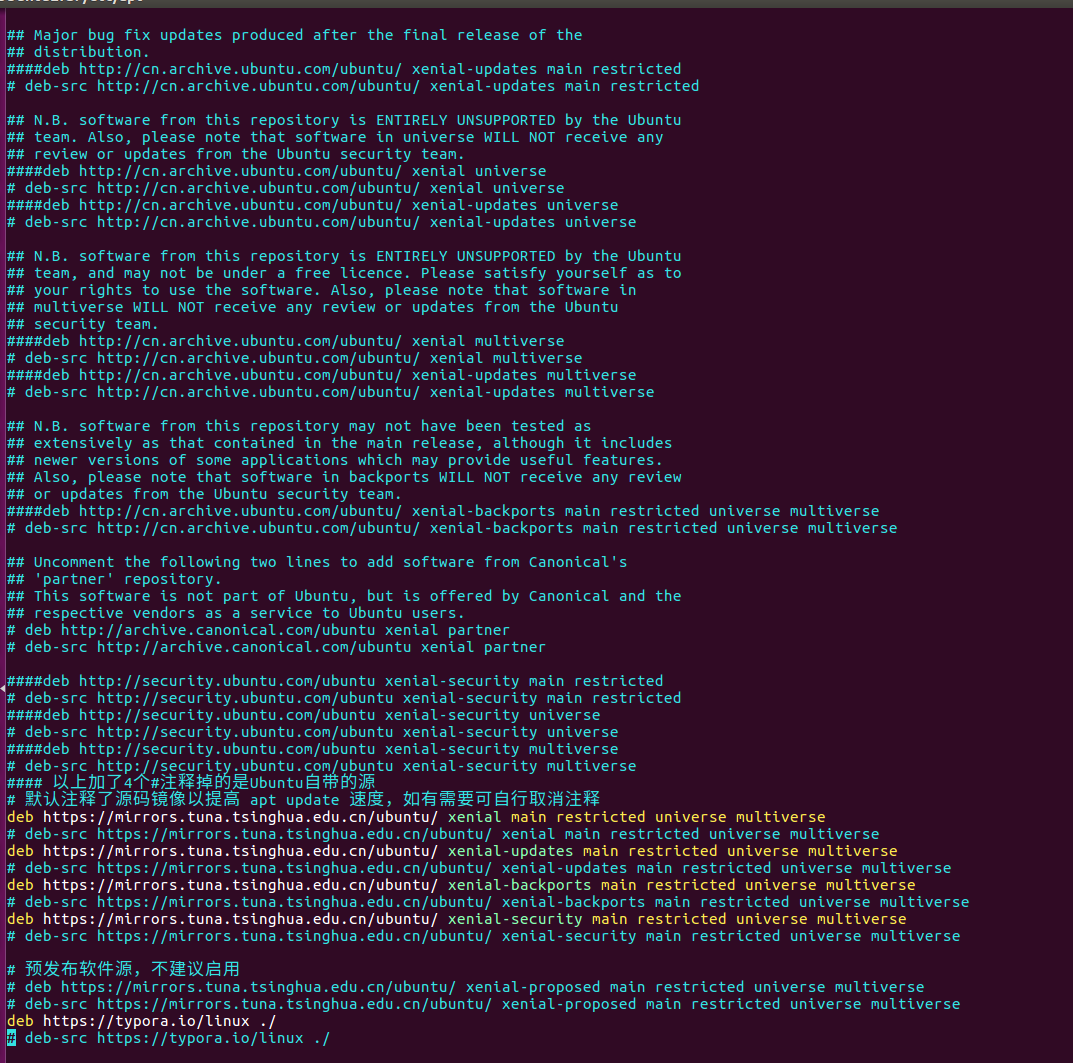 ## Major bug fix updates produced after the final release of the
## distribution.
####deb http://cn.archive.ubuntu.com/ubuntu/ xenial-updates main restricted
# deb-src http://cn.archive.ubuntu.com/ubuntu/ xenial-updates main restricted
## N.B. software from this repository is ENTIRELY UNSUPPORTED by the Ubuntu
## team. Also, please note that software in universe WILL NOT receive any
## review or updates from the Ubuntu security team.
####deb http://cn.archive.ubuntu.com/ubuntu/ xenial universe
# deb-src http://cn.archive.ubuntu.com/ubuntu/ xenial universe
####deb http://cn.archive.ubuntu.com/ubuntu/ xenial-updates universe
# deb-src http://cn.archive.ubuntu.com/ubuntu/ xenial-updates universe
## N.B. software from this repository is ENTIRELY UNSUPPORTED by the Ubuntu
## team, and may not be under a free licence. Please satisfy yourself as to
## your rights to use the software. Also, please note that software in
## multiverse WILL NOT receive any review or updates from the Ubuntu
## security team.
####deb http://cn.archive.ubuntu.com/ubuntu/ xenial multiverse
# deb-src http://cn.archive.ubuntu.com/ubuntu/ xenial multiverse
####deb http://cn.archive.ubuntu.com/ubuntu/ xenial-updates multiverse
# deb-src http://cn.archive.ubuntu.com/ubuntu/ xenial-updates multiverse
## N.B. software from this repository may not have been tested as
## extensively as that contained in the main release, although it includes
## newer versions of some applications which may provide useful features.
## Also, please note that software in backports WILL NOT receive any review
## or updates from the Ubuntu security team.
####deb http://cn.archive.ubuntu.com/ubuntu/ xenial-backports main restricted universe multiverse
# deb-src http://cn.archive.ubuntu.com/ubuntu/ xenial-backports main restricted universe multiverse
## Uncomment the following two lines to add software from Canonical's
## 'partner' repository.
## This software is not part of Ubuntu, but is offered by Canonical and the
## respective vendors as a service to Ubuntu users.
# deb http://archive.canonical.com/ubuntu xenial partner
# deb-src http://archive.canonical.com/ubuntu xenial partner
####deb http://security.ubuntu.com/ubuntu xenial-security main restricted
# deb-src http://security.ubuntu.com/ubuntu xenial-security main restricted
####deb http://security.ubuntu.com/ubuntu xenial-security universe
# deb-src http://security.ubuntu.com/ubuntu xenial-security universe
####deb http://security.ubuntu.com/ubuntu xenial-security multiverse
# deb-src http://security.ubuntu.com/ubuntu xenial-security multiverse
#### 以上加了4个#注释掉的是Ubuntu自带的源
# 默认注释了源码镜像以提高 apt update 速度，如有需要可自行取消注释
deb https://mirrors.tuna.tsinghua.edu.cn/ubuntu/ xenial main restricted universe multiverse
# deb-src https://mirrors.tuna.tsinghua.edu.cn/ubuntu/ xenial main restricted universe multiverse
deb https://mirrors.tuna.tsinghua.edu.cn/ubuntu/ xenial-updates main restricted universe multiverse
# deb-src https://mirrors.tuna.tsinghua.edu.cn/ubuntu/ xenial-updates main restricted universe multiverse
deb https://mirrors.tuna.tsinghua.edu.cn/ubuntu/ xenial-backports main restricted universe multiverse
# deb-src https://mirrors.tuna.tsinghua.edu.cn/ubuntu/ xenial-backports main restricted universe multiverse
deb https://mirrors.tuna.tsinghua.edu.cn/ubuntu/ xenial-security main restricted universe multiverse
# deb-src https://mirrors.tuna.tsinghua.edu.cn/ubuntu/ xenial-security main restricted universe multiverse
# 预发布软件源，不建议启用
# deb https://mirrors.tuna.tsinghua.edu.cn/ubuntu/ xenial-proposed main restricted universe multiverse
# deb-src https://mirrors.tuna.tsinghua.edu.cn/ubuntu/ xenial-proposed main restricted universe multiverse
deb https://typora.io/linux ./
# deb-src https://typora.io/linux ./